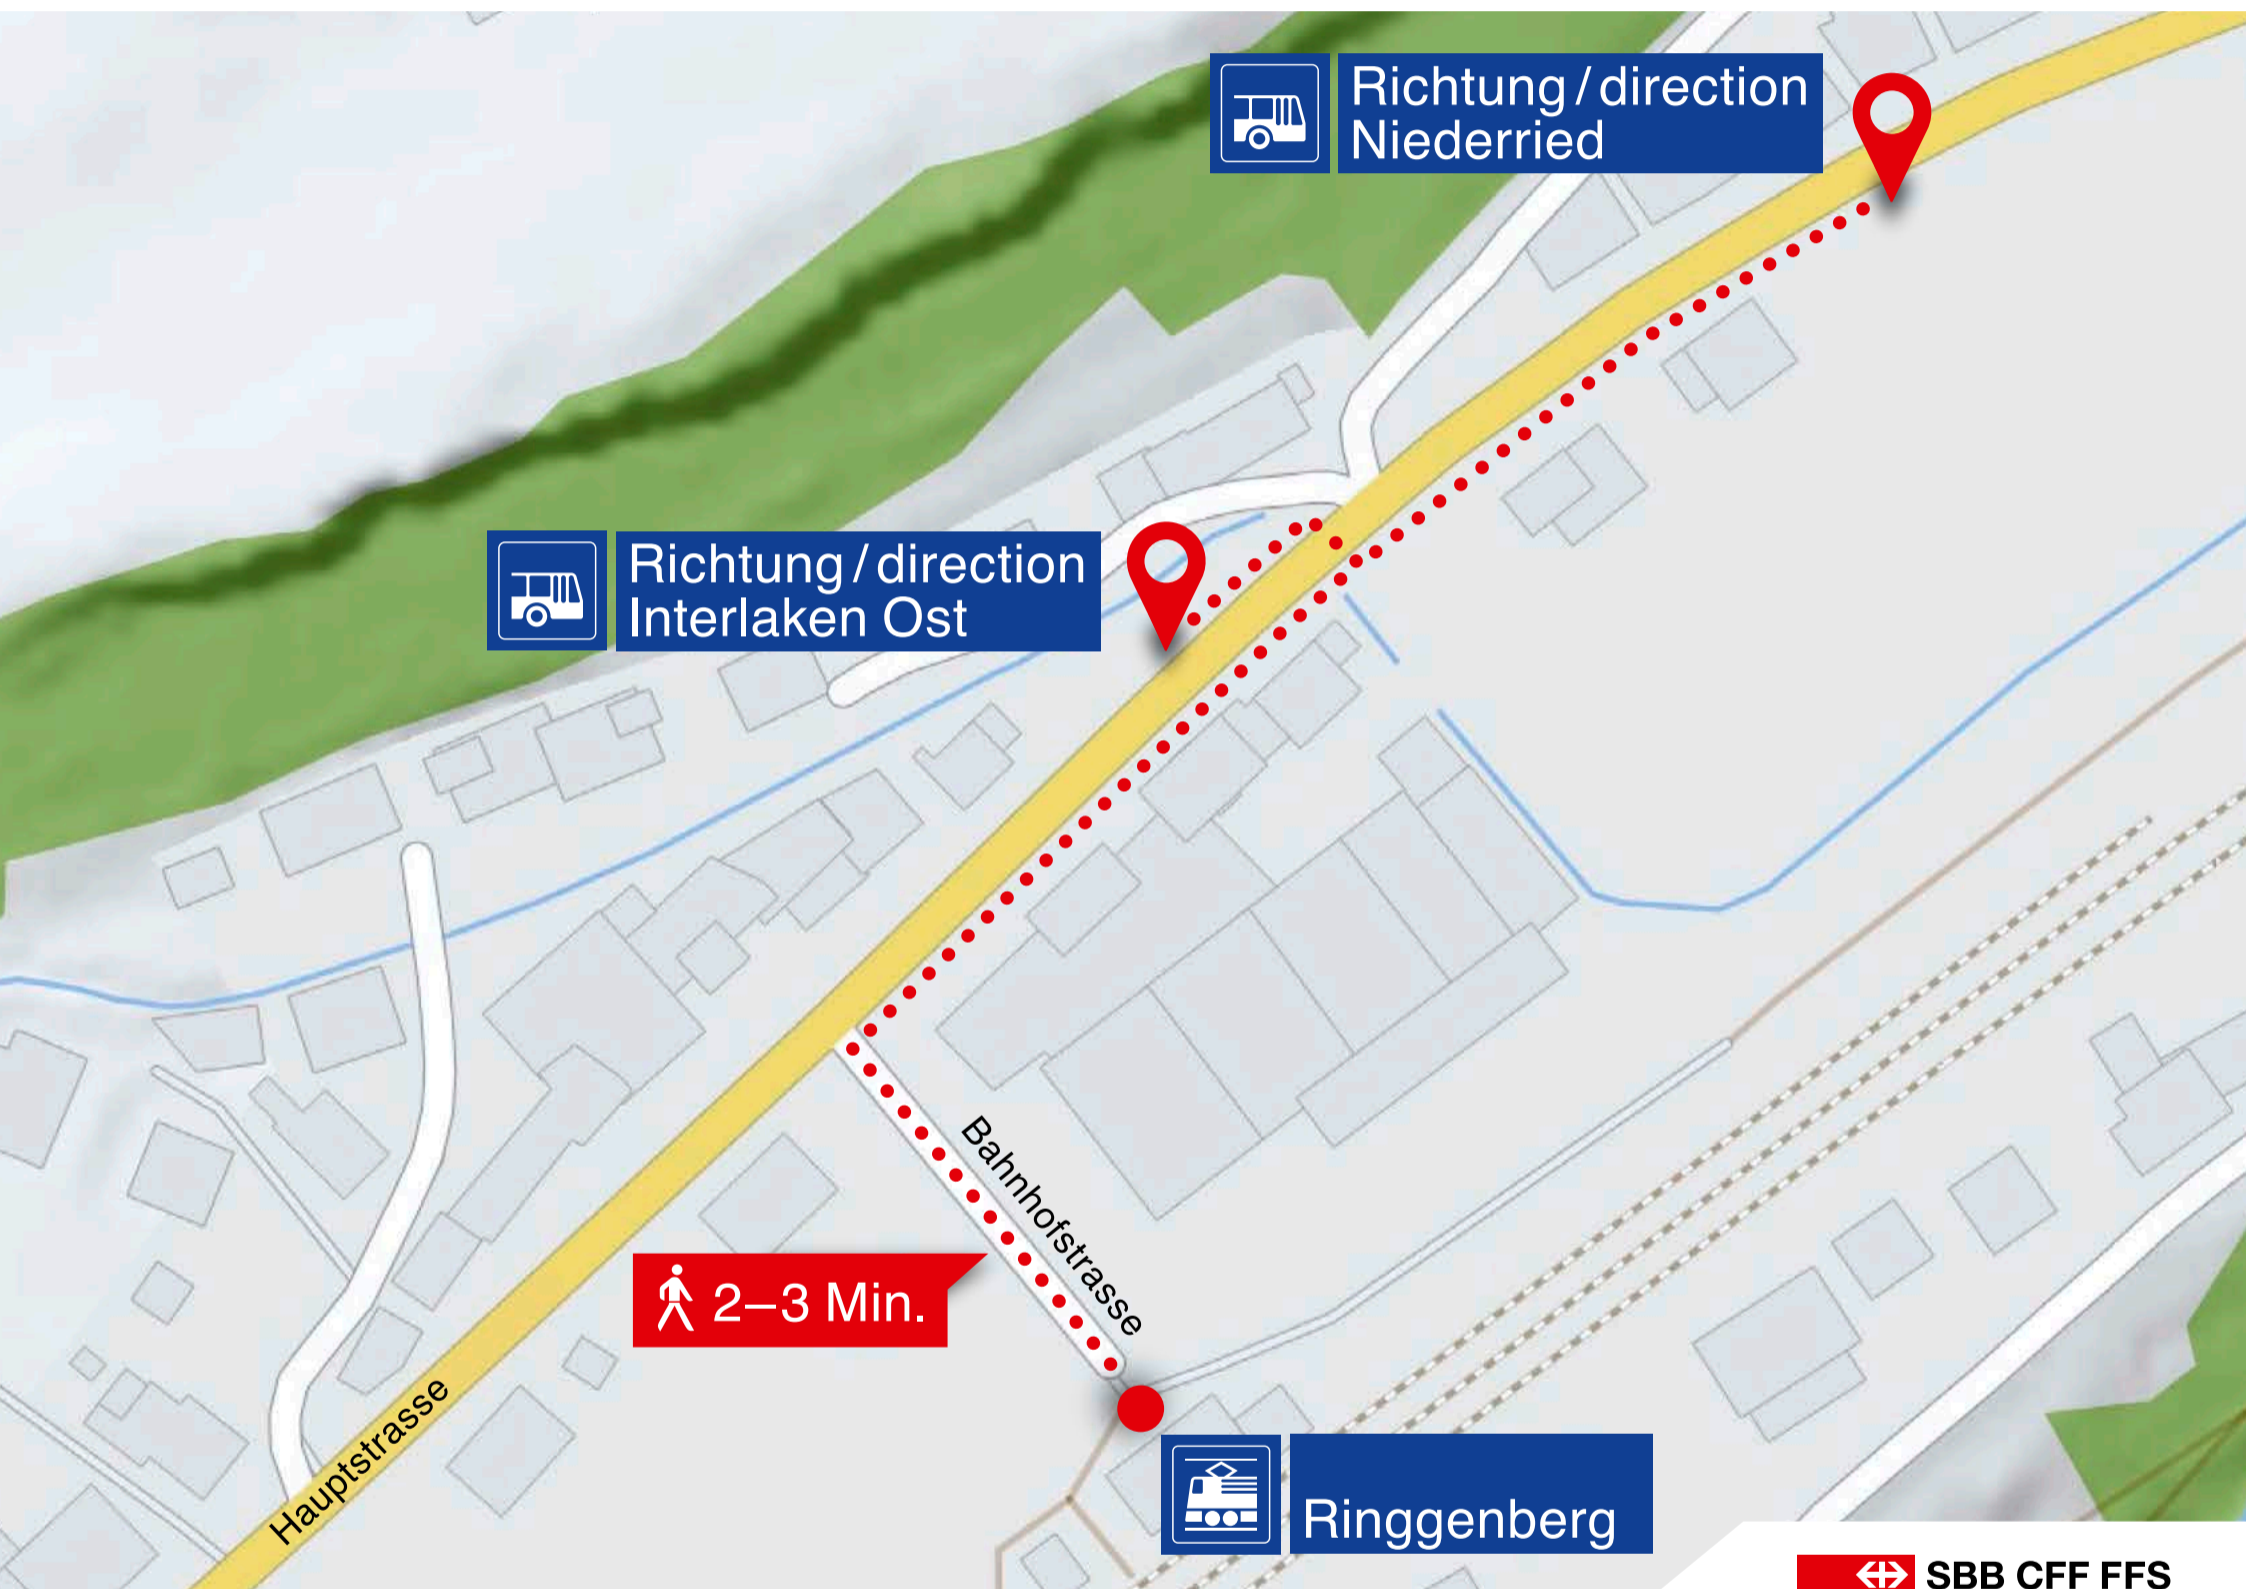 Richtung / direction
Niederried
Richtung / direction
Interlaken Ost
Bahnhofstrasse
2–3 Min.
Hauptstrasse
Ringgenberg
SBB CFF FFS